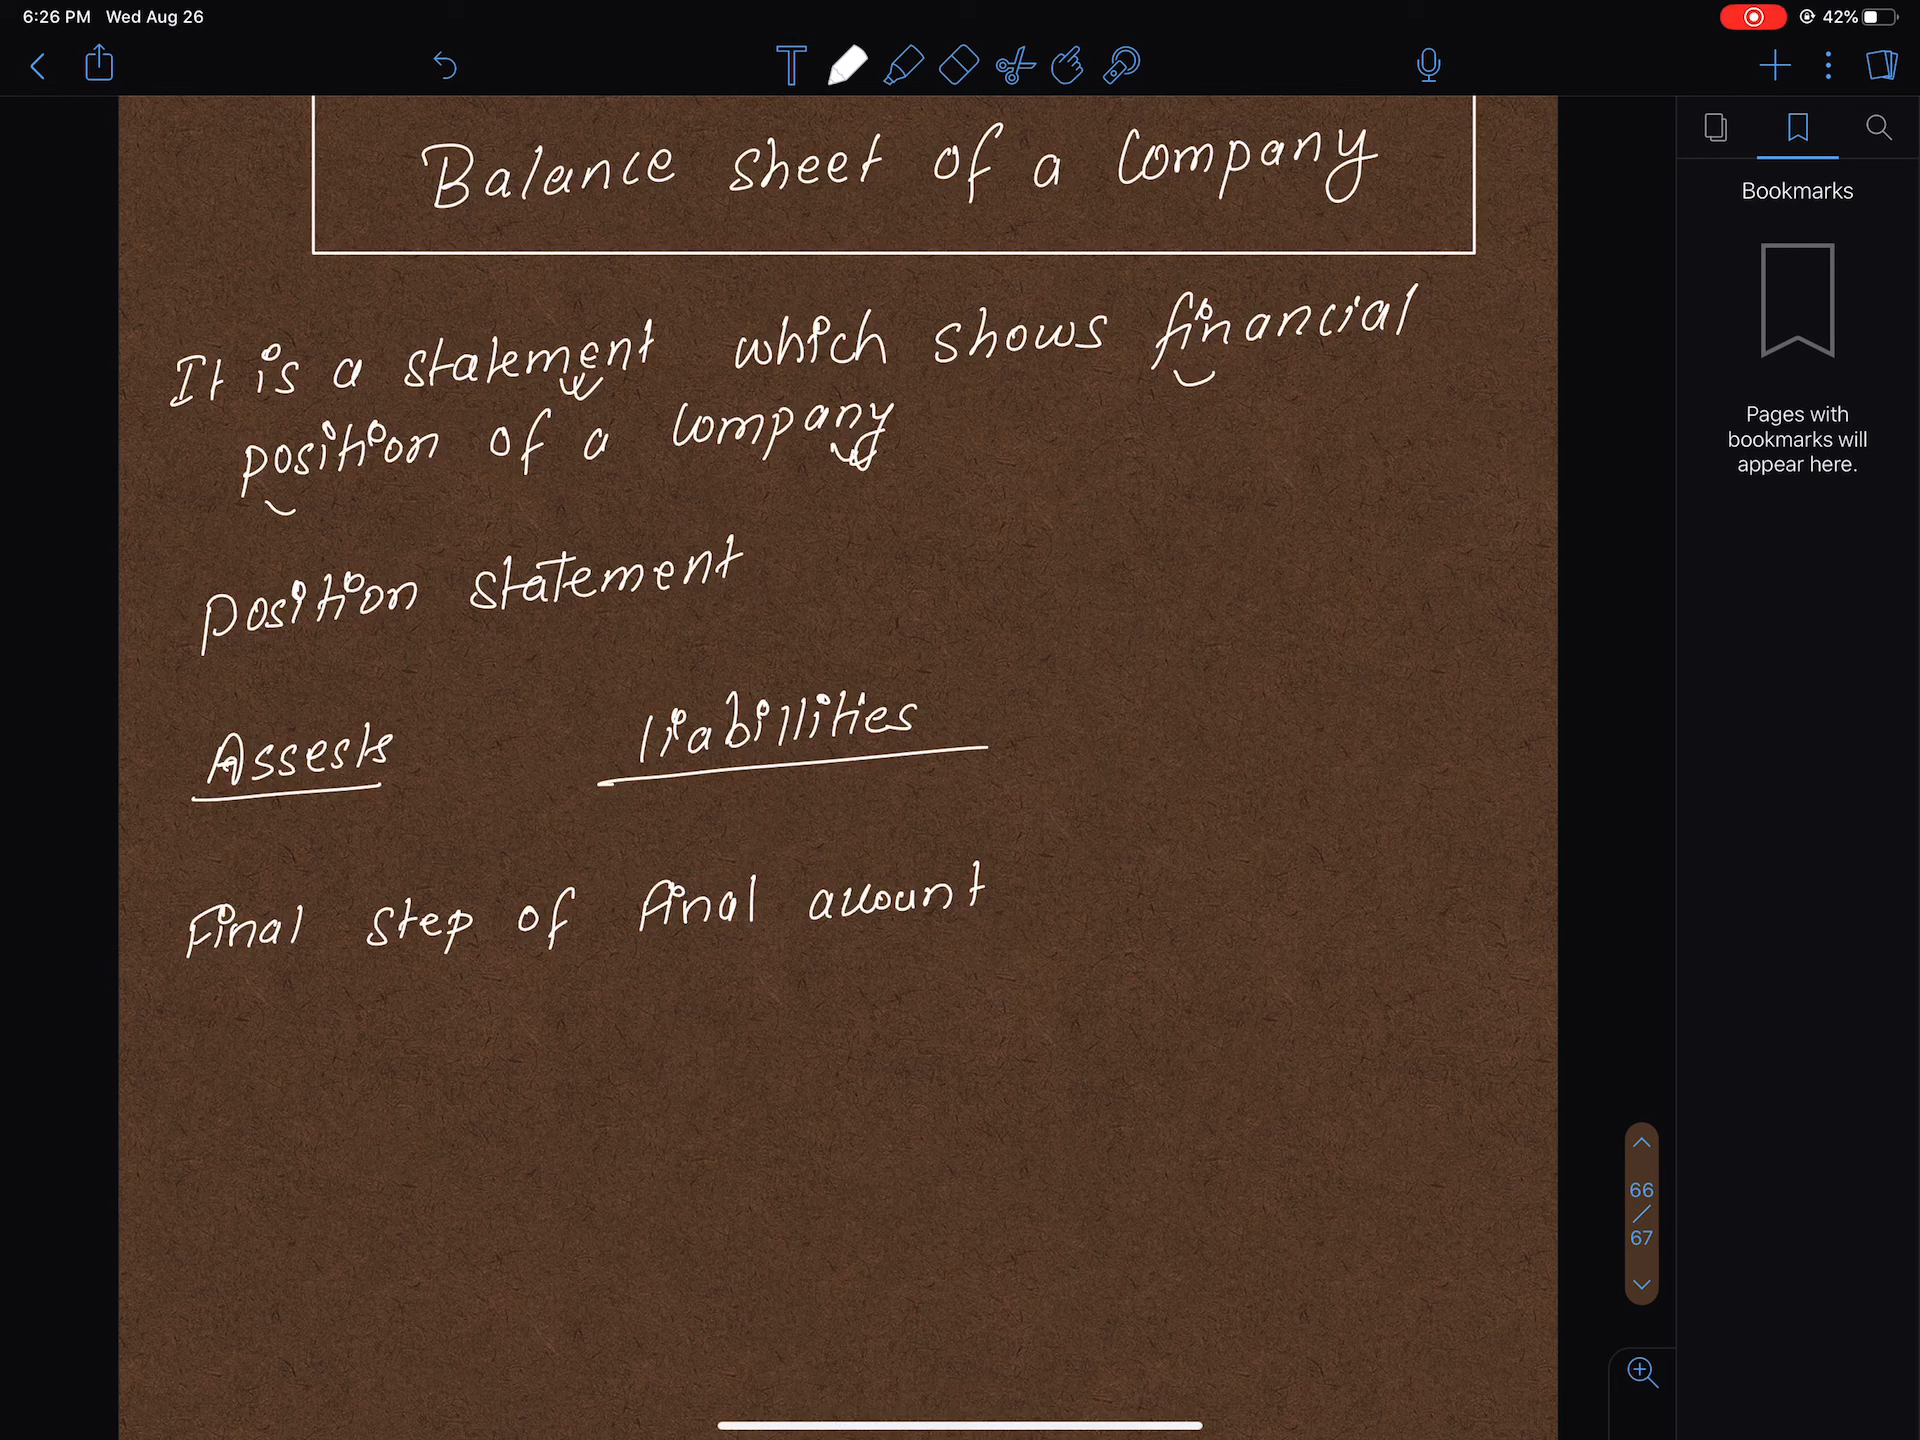 6:26 PM Wed Aug 26
42%
T
Balance sheet of a Company
It is a statement which shows financial
position of a company
position statement
Assests liabillities
Final step of final account
Bookmarks
Pages with
bookmarks will
appear here.
66
/
67